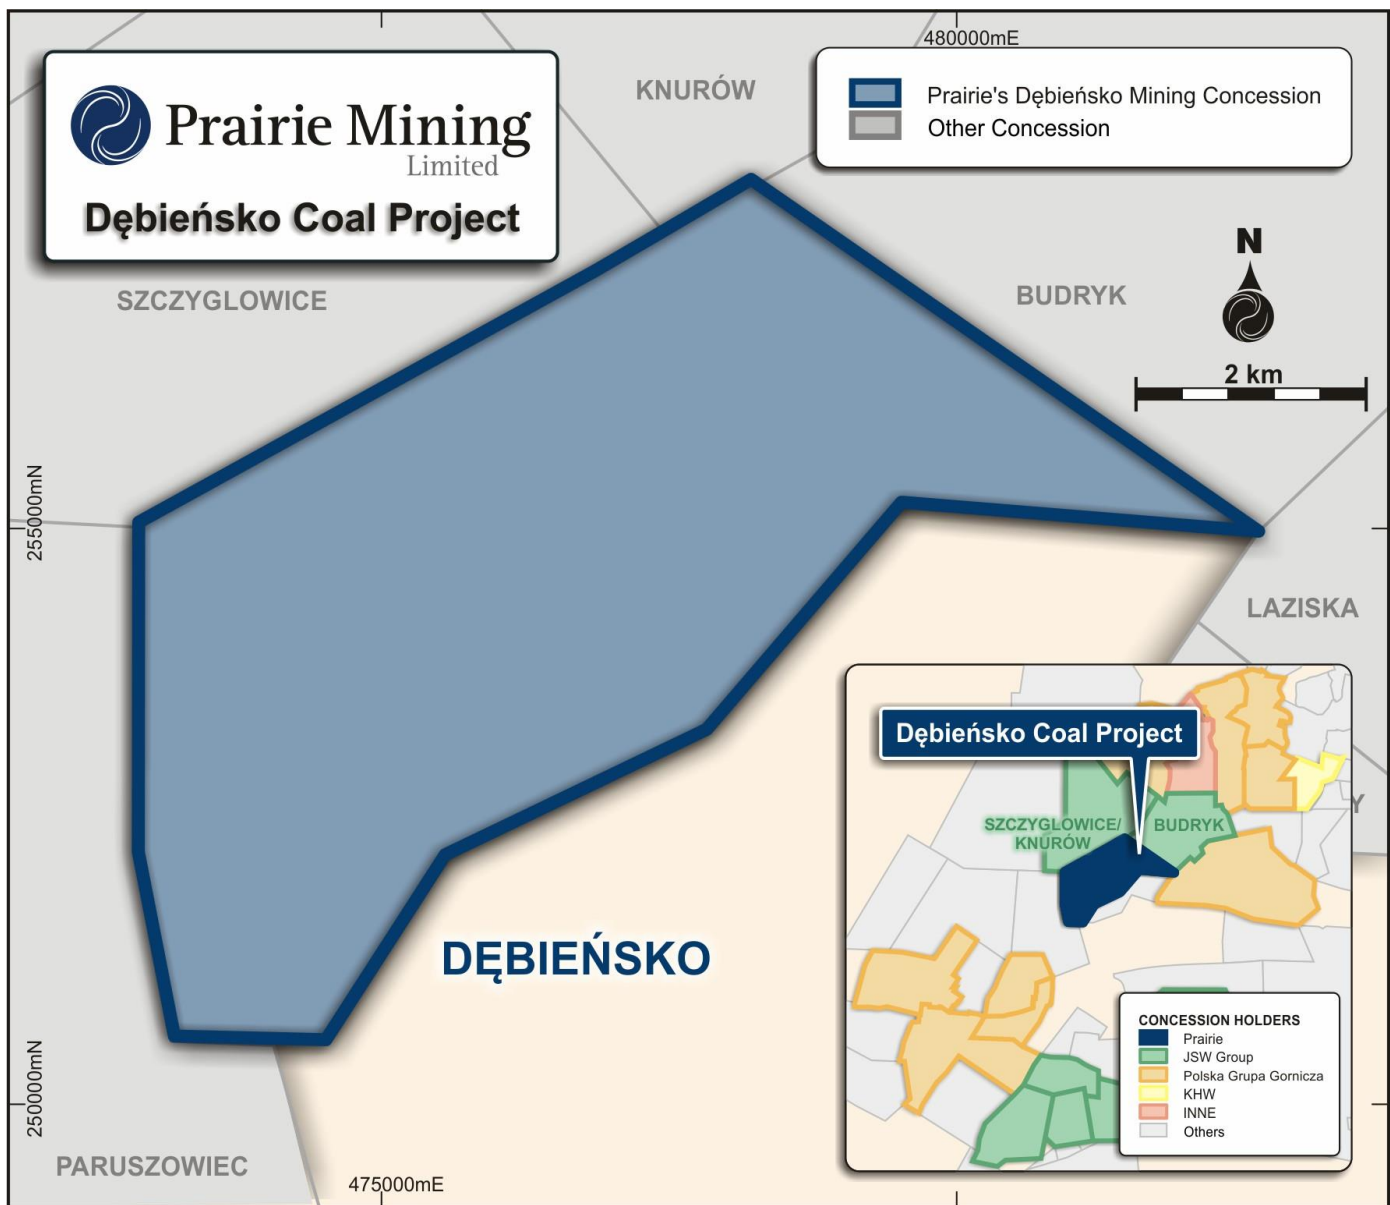 480000mE
Prairie Mining
Limited
Dębieńsko Coal Project
KNURÓW
Prairie's Dębieńsko Mining Concession
Other Concession
SZCZYGLOWICE
BUDRYK
N
2 km
255000mN
LAZISKA
Dębieńsko Coal Project
SZCZYGLOWICE/
KNURÓW
BUDRYK
Y
DĘBIEŃSKO
CONCESSION HOLDERS
Prairie
JSW Group
Polska Grupa Gornicza
KHW
INNE
Others
250000mN
PARUSZOWIEC
475000mE